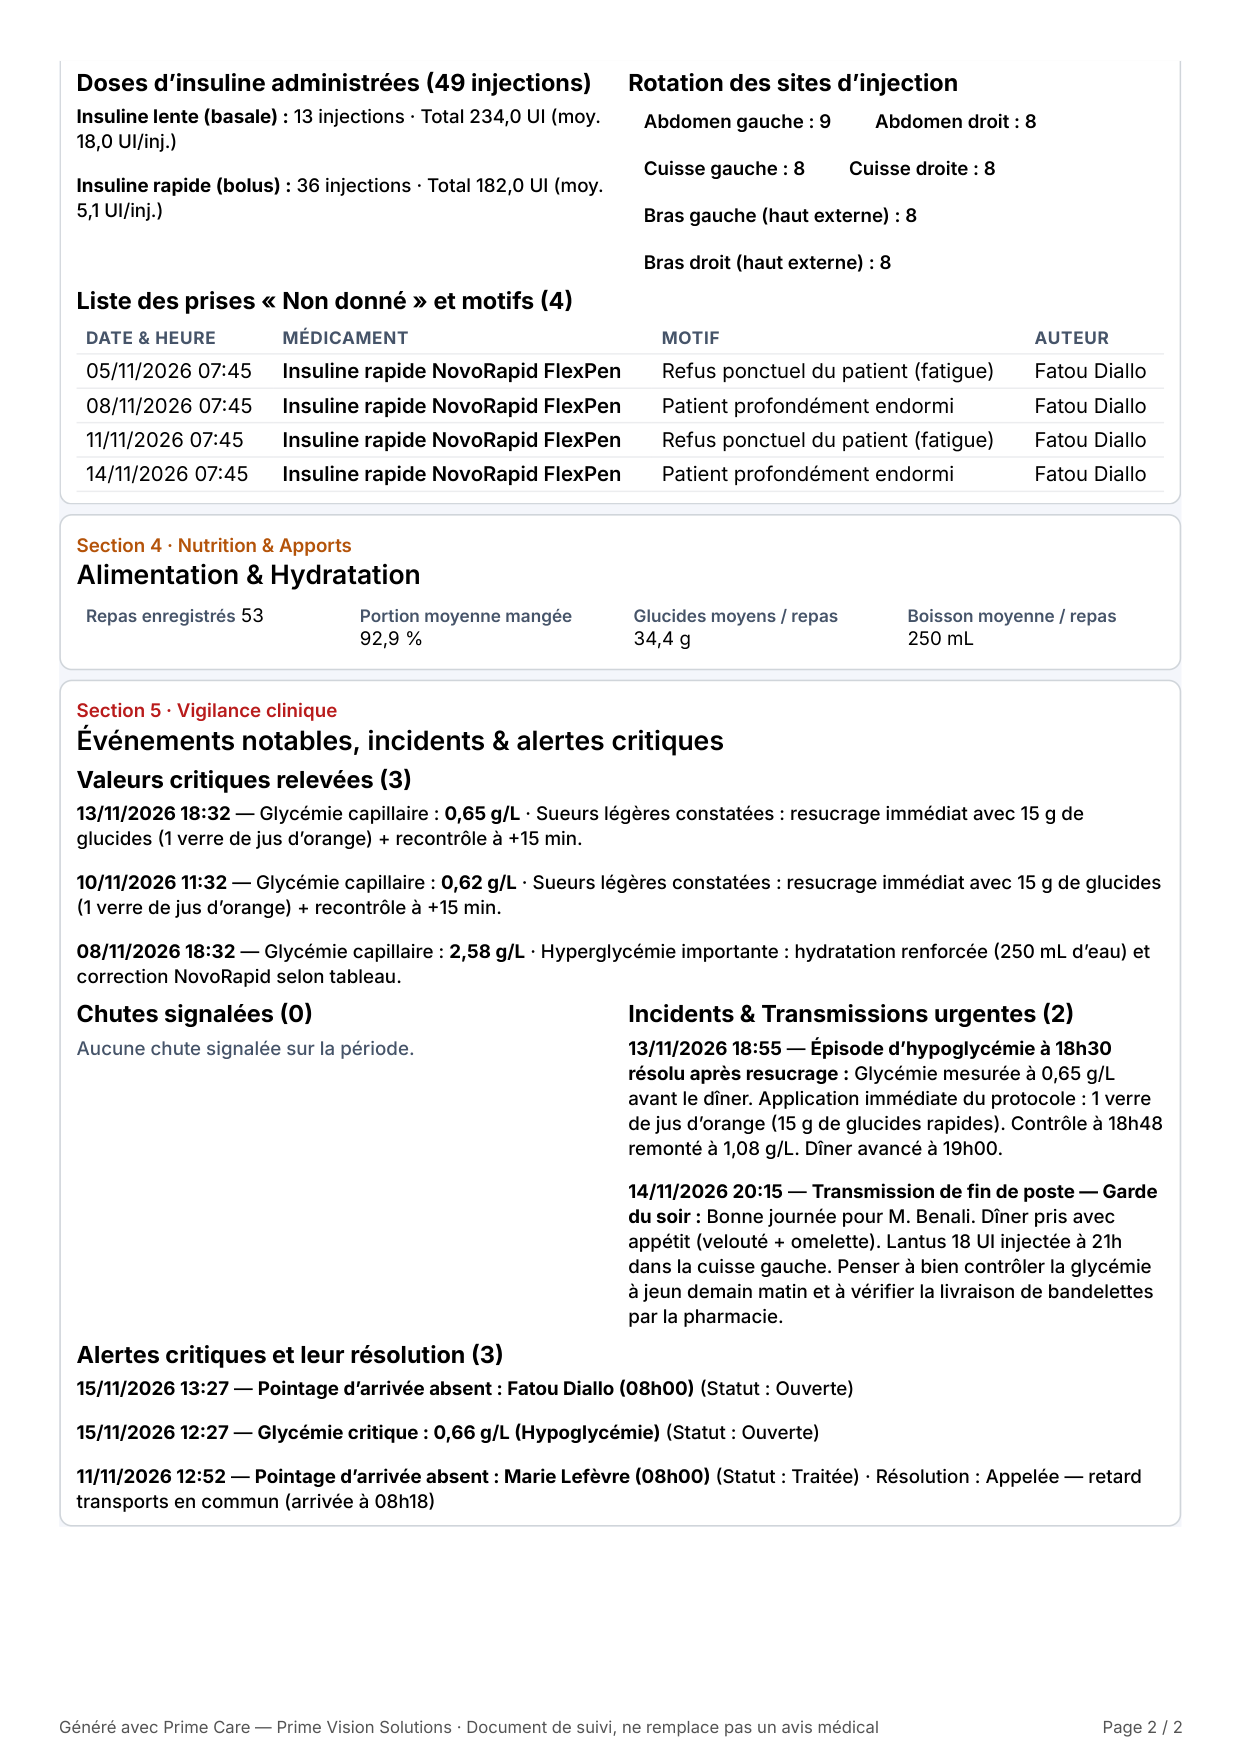 Doses d’insuline administrées (49 injections)
Insuline lente (basale) : 13 injections · Total 234,0 UI (moy.
18,0 UI/inj.)
Insuline rapide (bolus) : 36 injections · Total 182,0 UI (moy.
5,1 UI/inj.)
Rotation des sites d’injection
Abdomen gauche : 9 Abdomen droit : 8
Cuisse gauche : 8 Cuisse droite : 8
Bras gauche (haut externe) : 8
Bras droit (haut externe) : 8
Liste des prises « Non donné » et motifs (4)
DATE & HEURE MÉDICAMENT MOTIF AUTEUR
05/11/2026 07:45 Insuline rapide NovoRapid FlexPen Refus ponctuel du patient (fatigue) Fatou Diallo
08/11/2026 07:45 Insuline rapide NovoRapid FlexPen Patient profondément endormi Fatou Diallo
11/11/2026 07:45 Insuline rapide NovoRapid FlexPen Refus ponctuel du patient (fatigue) Fatou Diallo
14/11/2026 07:45 Insuline rapide NovoRapid FlexPen Patient profondément endormi Fatou Diallo
Section 4 · Nutrition & Apports
Alimentation & Hydratation
Repas enregistrés 53
Portion moyenne mangée
92,9 %
Glucides moyens / repas
34,4 g
Boisson moyenne / repas
250 mL
Section 5 · Vigilance clinique
Événements notables, incidents & alertes critiques
Valeurs critiques relevées (3)
13/11/2026 18:32 — Glycémie capillaire : 0,65 g/L · Sueurs légères constatées : resucrage immédiat avec 15 g de
glucides (1 verre de jus d’orange) + recontrôle à +15 min.
10/11/2026 11:32 — Glycémie capillaire : 0,62 g/L · Sueurs légères constatées : resucrage immédiat avec 15 g de glucides
(1 verre de jus d’orange) + recontrôle à +15 min.
08/11/2026 18:32 — Glycémie capillaire : 2,58 g/L · Hyperglycémie importante : hydratation renforcée (250 mL d’eau) et
correction NovoRapid selon tableau.
Chutes signalées (0)
Aucune chute signalée sur la période.
Incidents & Transmissions urgentes (2)
13/11/2026 18:55 — Épisode d’hypoglycémie à 18h30
résolu après resucrage : Glycémie mesurée à 0,65 g/L
avant le dîner. Application immédiate du protocole : 1 verre
de jus d’orange (15 g de glucides rapides). Contrôle à 18h48
remonté à 1,08 g/L. Dîner avancé à 19h00.
14/11/2026 20:15 — Transmission de fin de poste — Garde
du soir : Bonne journée pour M. Benali. Dîner pris avec
appétit (velouté + omelette). Lantus 18 UI injectée à 21h
dans la cuisse gauche. Penser à bien contrôler la glycémie
à jeun demain matin et à vérifier la livraison de bandelettes
par la pharmacie.
Alertes critiques et leur résolution (3)
15/11/2026 13:27 — Pointage d’arrivée absent : Fatou Diallo (08h00) (Statut : Ouverte)
15/11/2026 12:27 — Glycémie critique : 0,66 g/L (Hypoglycémie) (Statut : Ouverte)
11/11/2026 12:52 — Pointage d’arrivée absent : Marie Lefèvre (08h00) (Statut : Traitée) · Résolution : Appelée — retard
transports en commun (arrivée à 08h18)
Généré avec Prime Care — Prime Vision Solutions · Document de suivi, ne remplace pas un avis médical
Page 2 / 2